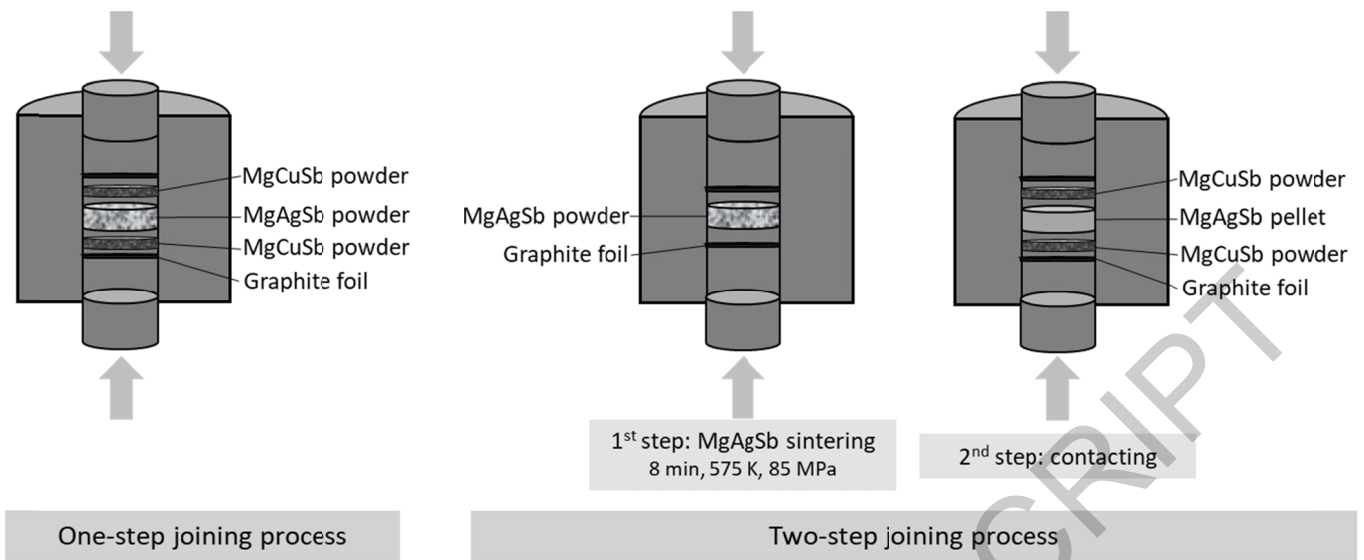 MgCuSb powder
MgAgSb powder
MgCuSb powder
Graphite foil
MgAgSb powder
Graphite foil
MgCuSb powder
MgAgSb pellet
MgCuSb powder
Graphite foil
1st step: MgAgSb sintering
8 min, 575 K, 85 MPa
2nd step: contacting
One-step joining process
Two-step joining process
CRIPT